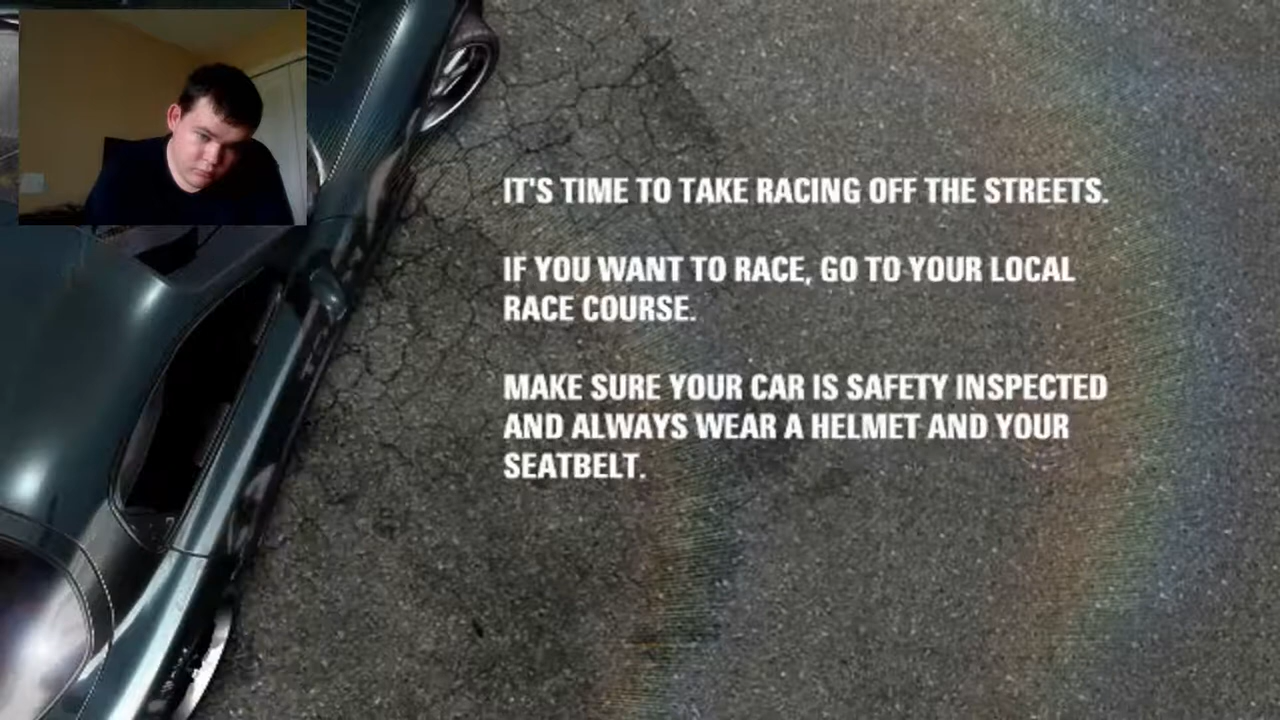 IT'S TIME TO TAKE RACING OFF THE STREETS.
IF YOU WANT TO RACE, GO TO YOUR LOCAL
RACE COURSE.
MAKE SURE YOUR CAR IS SAFETY INSPECTED
AND ALWAYS WEAR A HELMET AND YOUR
SEATBELT.